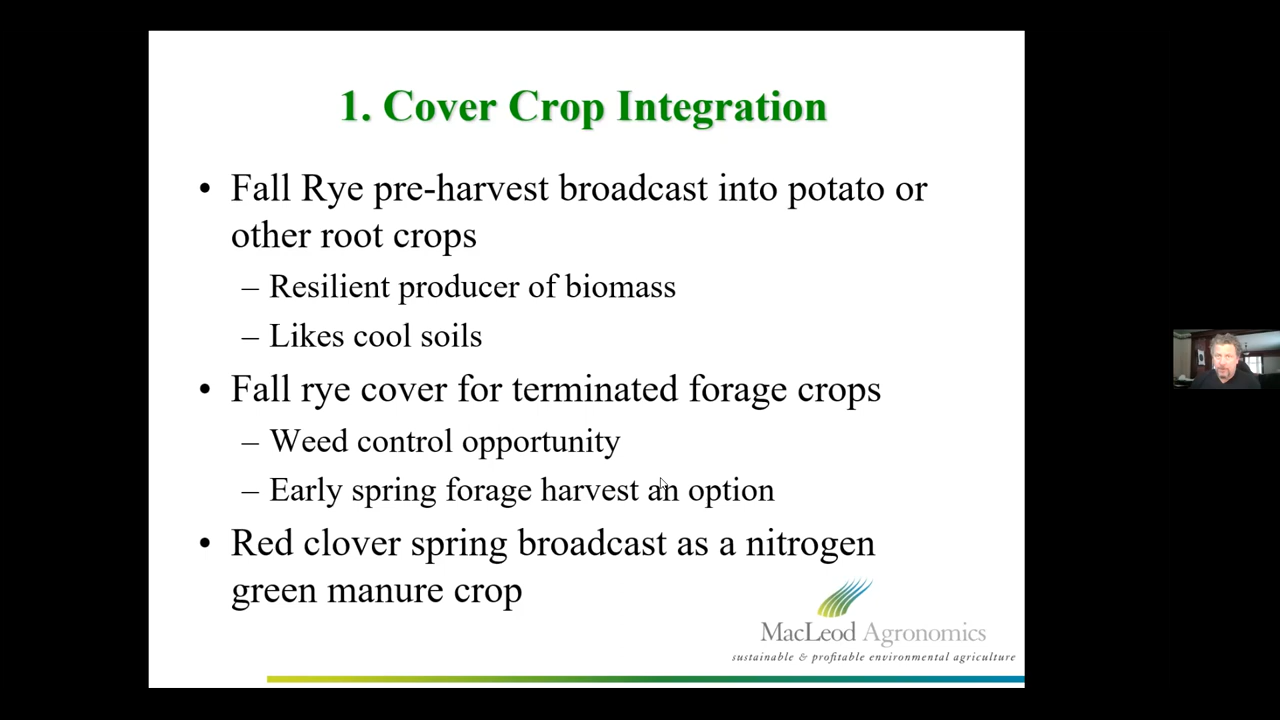 1. Cover Crop Integration
• Fall Rye pre-harvest broadcast into potato or
other root crops
– Resilient producer of biomass
– Likes cool soils
• Fall rye cover for terminated forage crops
– Weed control opportunity
– Early spring forage harvest an option
• Red clover spring broadcast as a nitrogen
green manure crop
MacLeod Agronomics
sustainable & profitable environmental agriculture